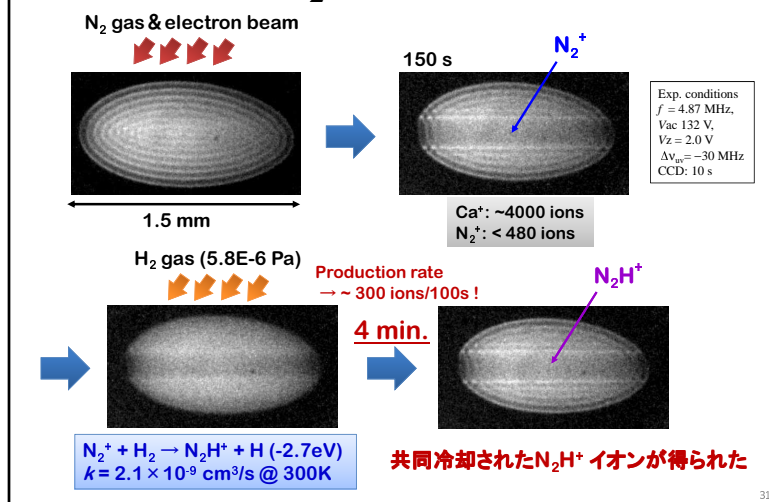 N₂ gas & electron beam
150 s
N₂⁺
Exp. conditions
f = 4.87 MHz,
Vac 132 V,
Vz = 2.0 V
Δν_uv = −30 MHz
CCD: 10 s
1.5 mm
Ca⁺: ~4000 ions
N₂⁺: < 480 ions
H₂ gas (5.8E-6 Pa)
Production rate
→ ~ 300 ions/100s !
4 min.
N₂H⁺
N₂⁺ + H₂ → N₂H⁺ + H (-2.7eV)
k = 2.1 × 10⁻⁹ cm³/s @ 300K
共同冷却されたN₂H⁺ イオンが得られた
31